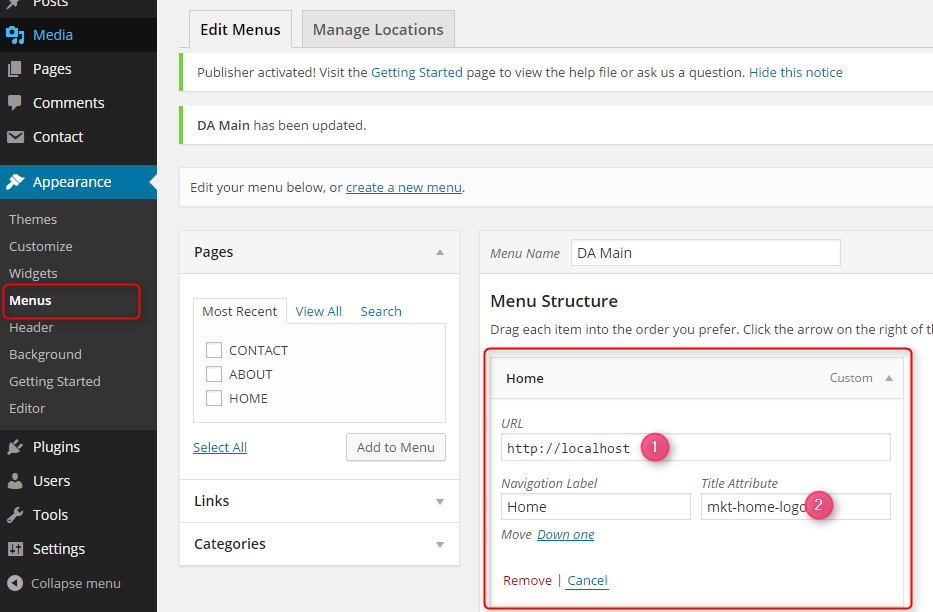 Posts
Media
Pages
Comments
Contact
Appearance
Themes
Customize
Widgets
Menus
Header
Background
Getting Started
Editor
Plugins
Users
Tools
Settings
Collapse menu
Edit Menus
Manage Locations
Publisher activated! Visit the Getting Started page to view the help file or ask us a question. Hide this notice
DA Main has been updated.
Edit your menu below, or create a new menu.
Pages
Most Recent
View All
Search
CONTACT
ABOUT
HOME
Select All
Add to Menu
Links
Categories
Menu Name
DA Main
Menu Structure
Drag each item into the order you prefer. Click the arrow on the right of
Home
Custom
URL
http://localhost
1
Navigation Label
Title Attribute
Home
mkt-home-logo
2
Move Down one
Remove | Cancel